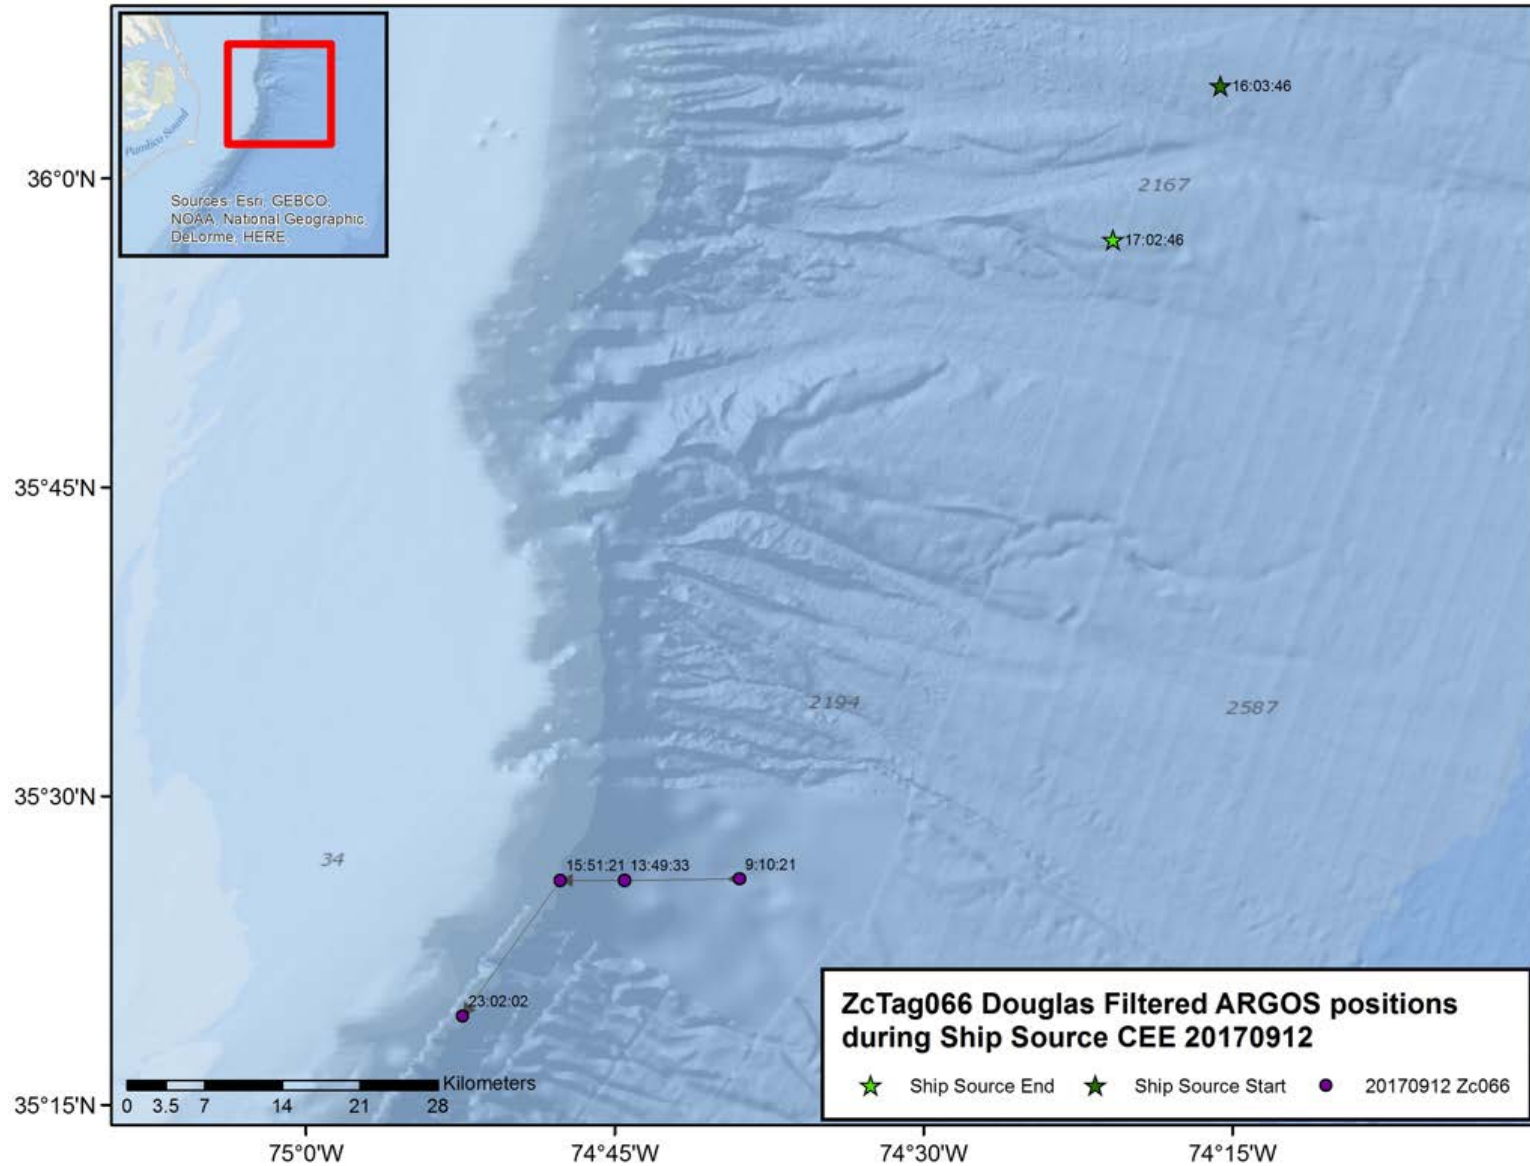 Pamlico Sound
Sources: Esri, GEBCO,
NOAA, National Geographic,
DeLorme, HERE,
16:03:46
36°0'N
2167
17:02:46
35°45'N
2194
2587
35°30'N
34
15:51:21
13:49:33
9:10:21
23:02:02
ZcTag066 Douglas Filtered ARGOS positions
during Ship Source CEE 20170912
Ship Source End
Ship Source Start
20170912 Zc066
Kilometers
0 3.5 7 14 21 28
35°15'N
75°0'W 74°45'W 74°30'W 74°15'W